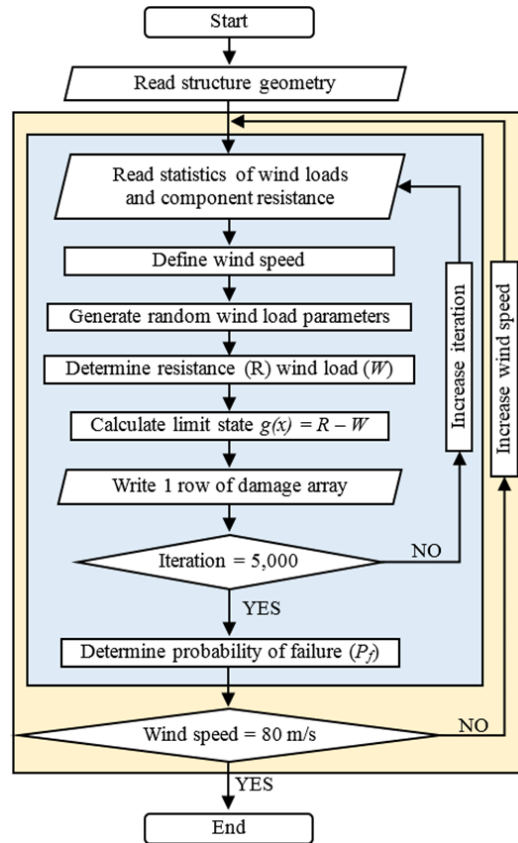 Start
Read structure geometry
Read statistics of wind loads
and component resistance
Define wind speed
Generate random wind load parameters
Determine resistance (R) wind load (W)
Calculate limit state g(x) = R – W
Write 1 row of damage array
Iteration = 5,000
NO
YES
Determine probability of failure (Pf)
Increase iteration
Increase wind speed
Wind speed = 80 m/s
NO
YES
End